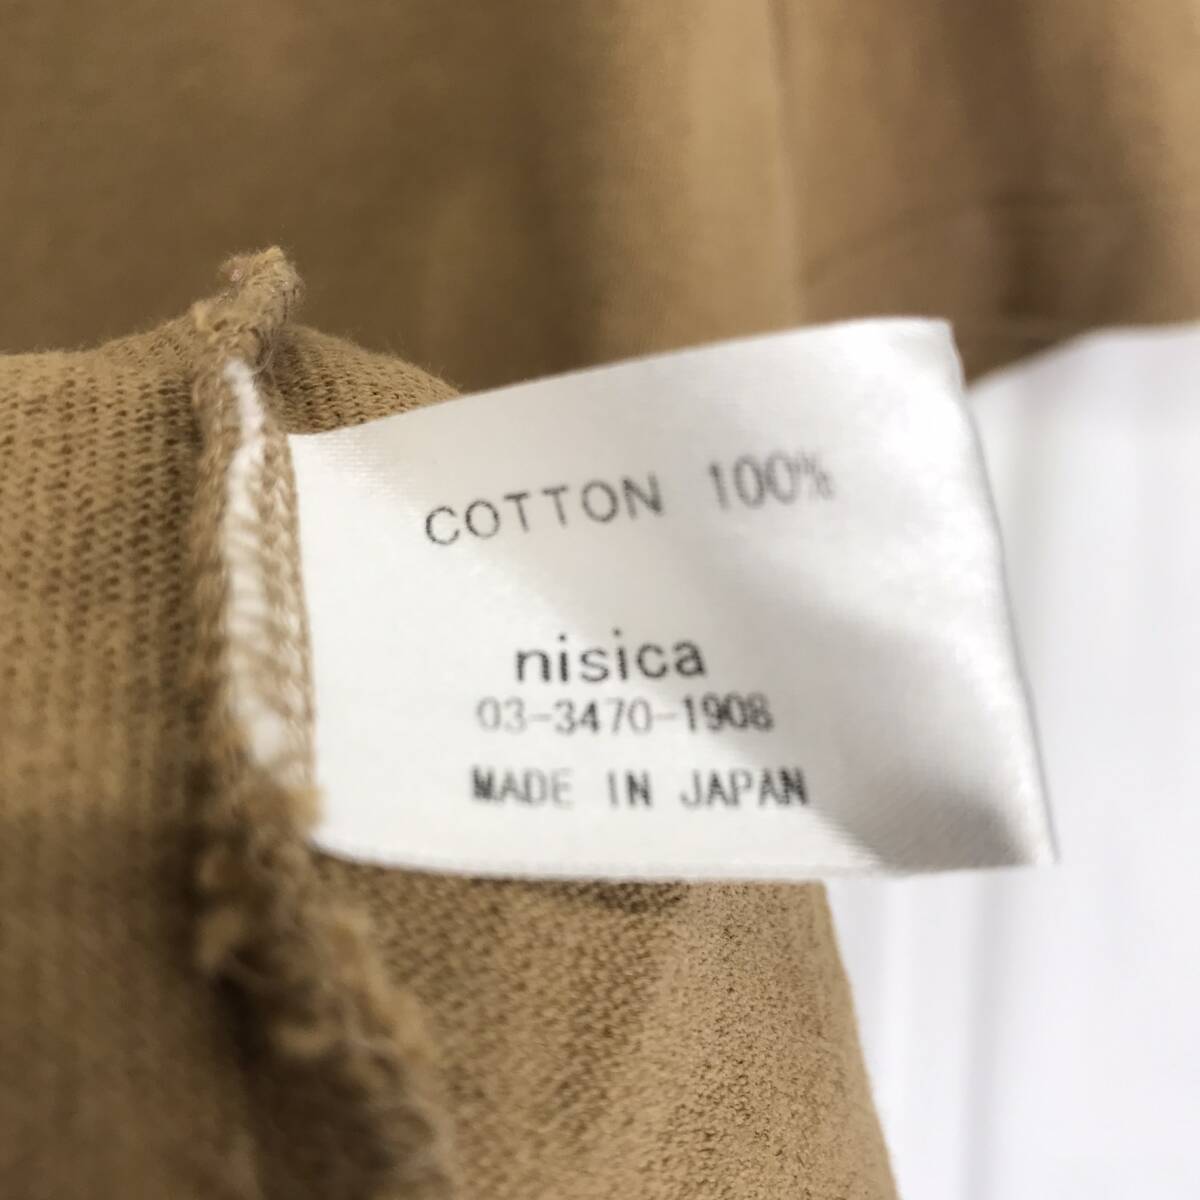 COTTON 100%
nisica
03-3470-1908
MADE IN JAPAN